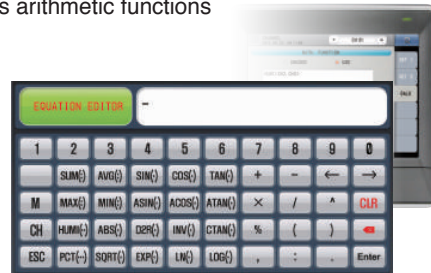 s arithmetic functions
EQUATION EDITOR -
1 2 3 4 5 6 7 8 9 0
SUM(:) AVG(:) SIN(:) COS(:) TAN(:) + - ← →
M MAX(:) MIN(:) ASIN(:) ACOS(:) ATAN(:) × / ^ CLR
CH HUMI(:) ABS(:) D2R(:) INV(:) CTAN(:) % ( )
ESC PCT(--) SQRT(:) EXP(:) LN(:) LOG(:) , : . Enter